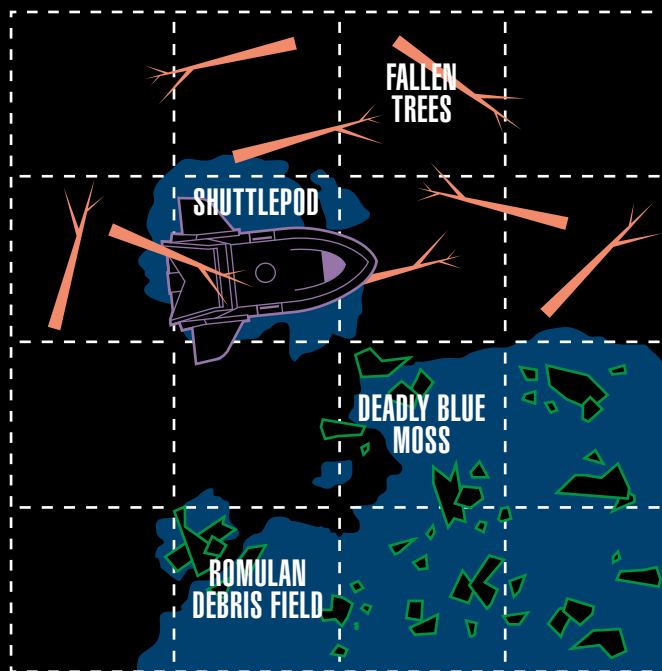 FALLEN
TREES
SHUTTLEPOD
DEADLY BLUE
MOSS
ROMULAN
DEBRIS FIELD